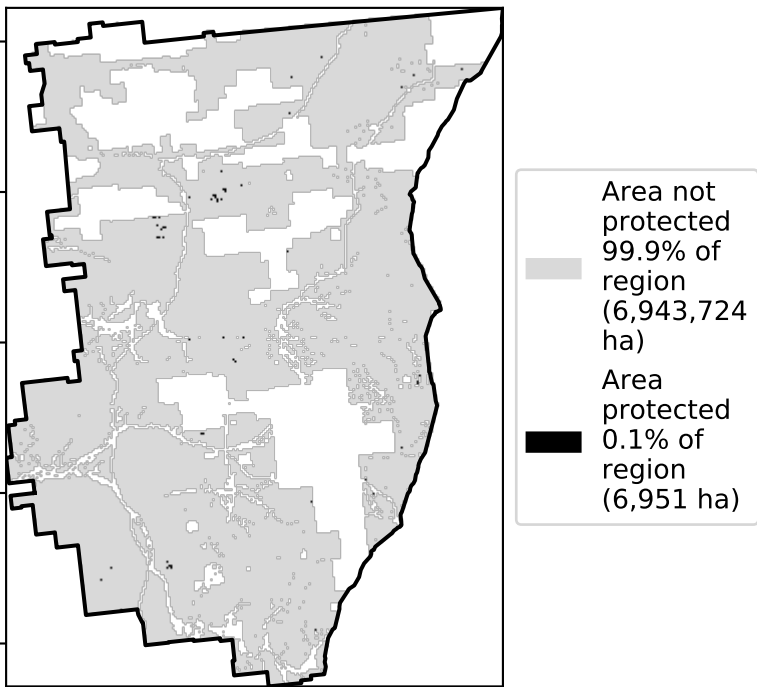 Area not
protected
99.9% of
region
(6,943,724
ha)
Area
protected
0.1% of
region
(6,951 ha)